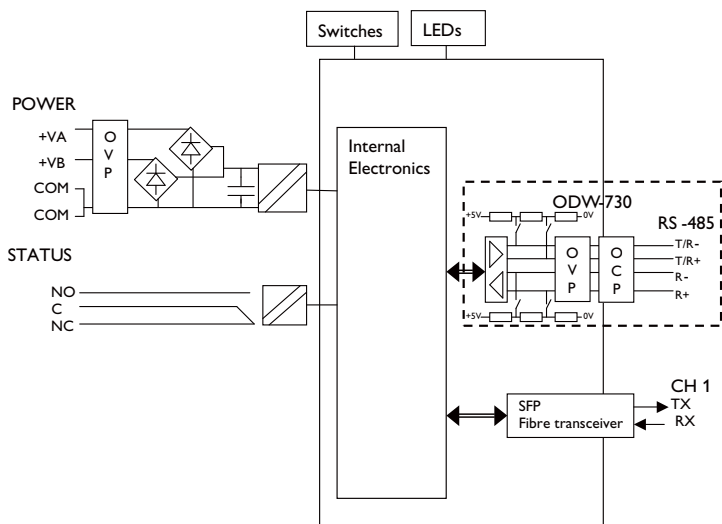 Switches
LEDs
POWER
+VA
+VB
COM
COM
O
V
P
Internal
Electronics
STATUS
NO
C
NC
ODW-730
RS -485
+5V
0V
O
V
P
O
C
P
T/R-
T/R+
R-
R+
+5V
0V
SFP
Fibre transceiver
CH 1
TX
RX